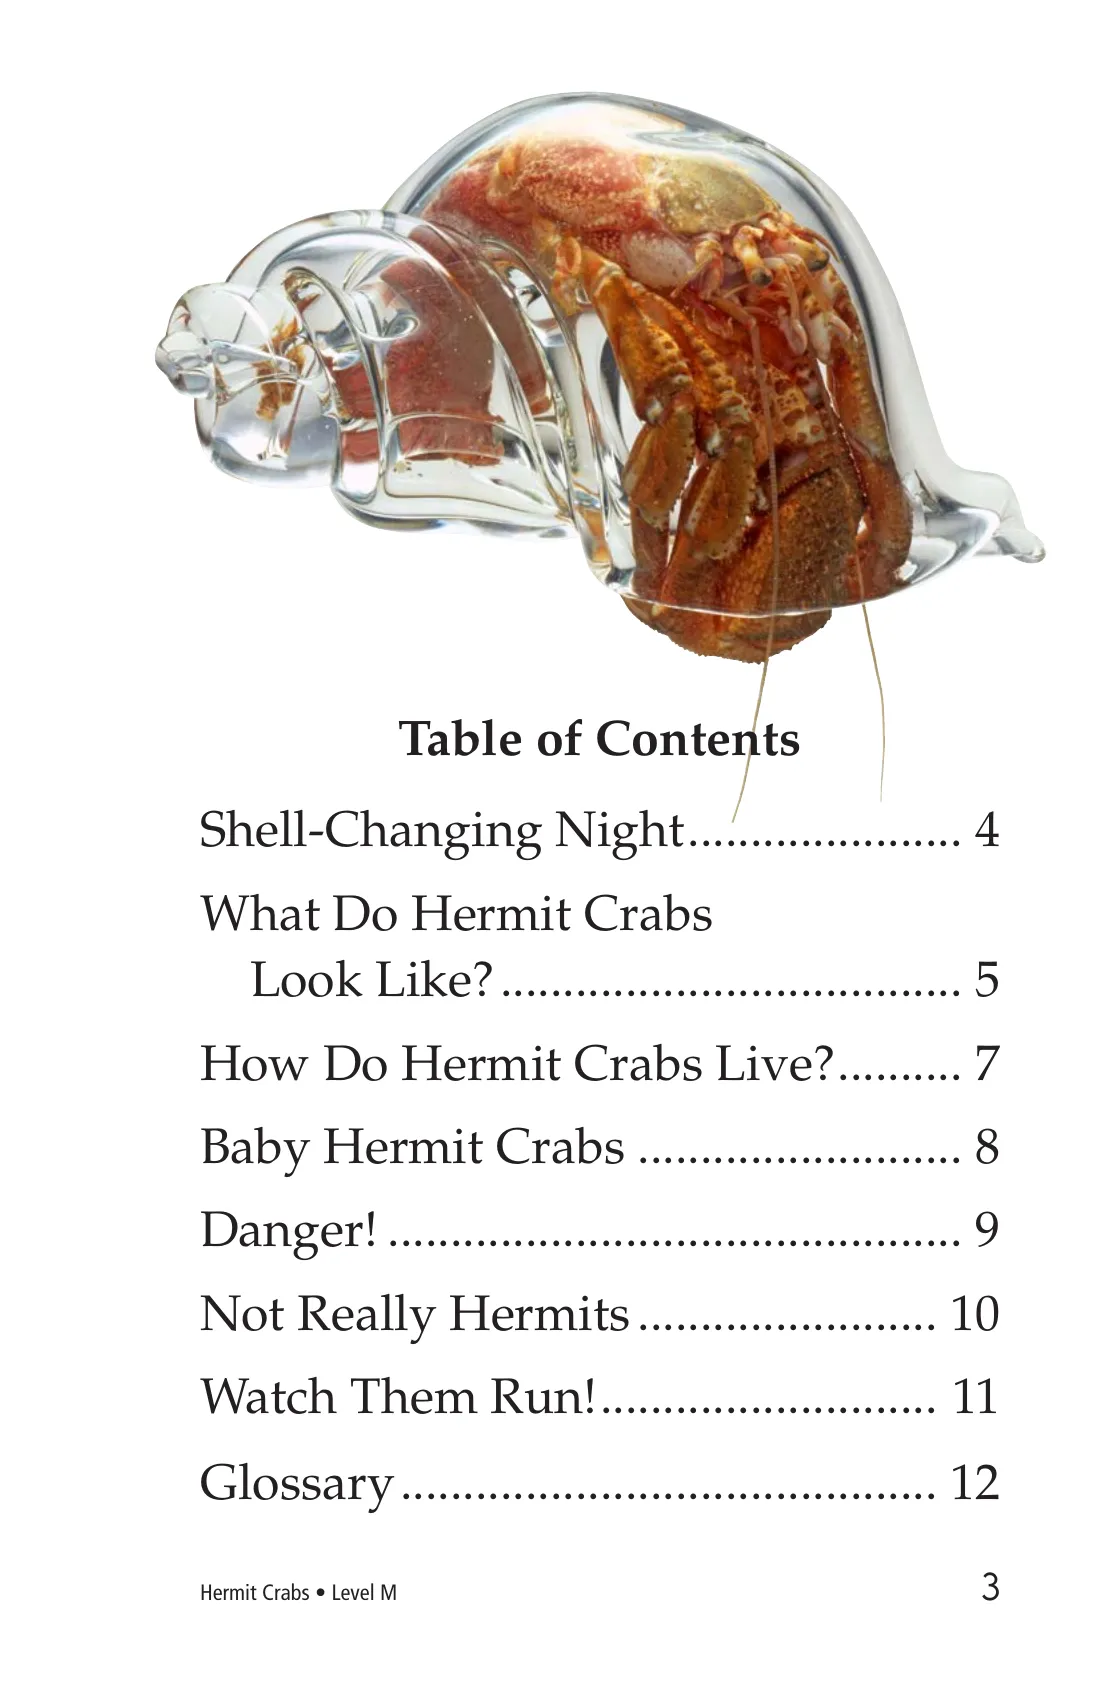 Table of Contents
Shell-Changing Night...................... 4
What Do Hermit Crabs
Look Like?..................................... 5
How Do Hermit Crabs Live?.......... 7
Baby Hermit Crabs .......................... 8
Danger! .............................................. 9
Not Really Hermits........................ 10
Watch Them Run!........................... 11
Glossary........................................... 12
Hermit Crabs • Level M
3